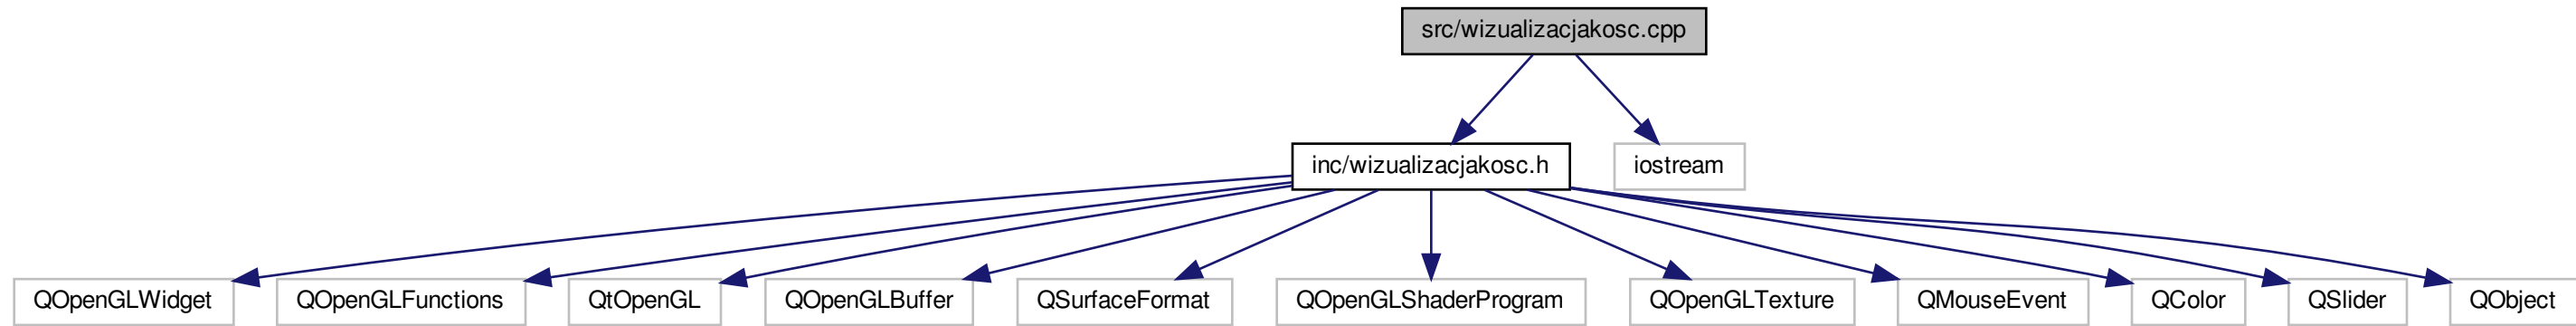 src/wizualizacjakosc.cpp
inc/wizualizacjakosc.h
iostream
QOpenGLWidget
QOpenGLFunctions
QtOpenGL
QOpenGLBuffer
QSurfaceFormat
QOpenGLShaderProgram
QOpenGLTexture
QMouseEvent
QColor
QSlider
QObject